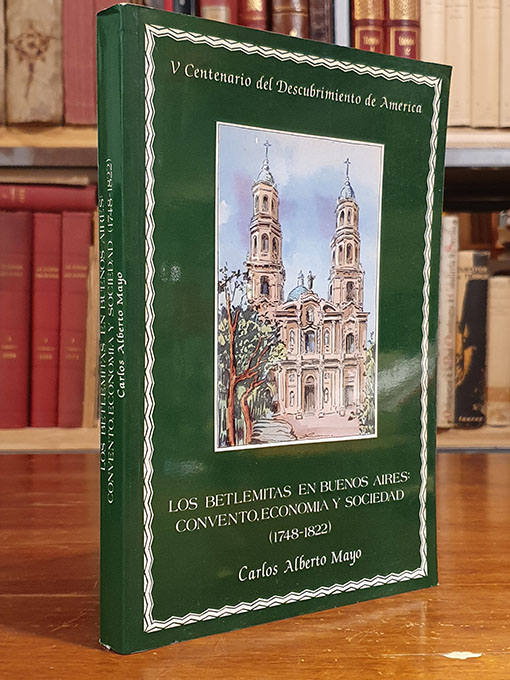 V Centenario del Descubrimiento de America
LOS BETLEMITAS EN BUENOS AIRES:
CONVENTO, ECONOMIA Y SOCIEDAD
(1748-1822)
Carlos Alberto Mayo
LOS BETLEMITAS EN BUENOS AIRES:
CONVENTO, ECONOMIA Y SOCIEDAD (1748-1822)
Carlos Alberto Mayo